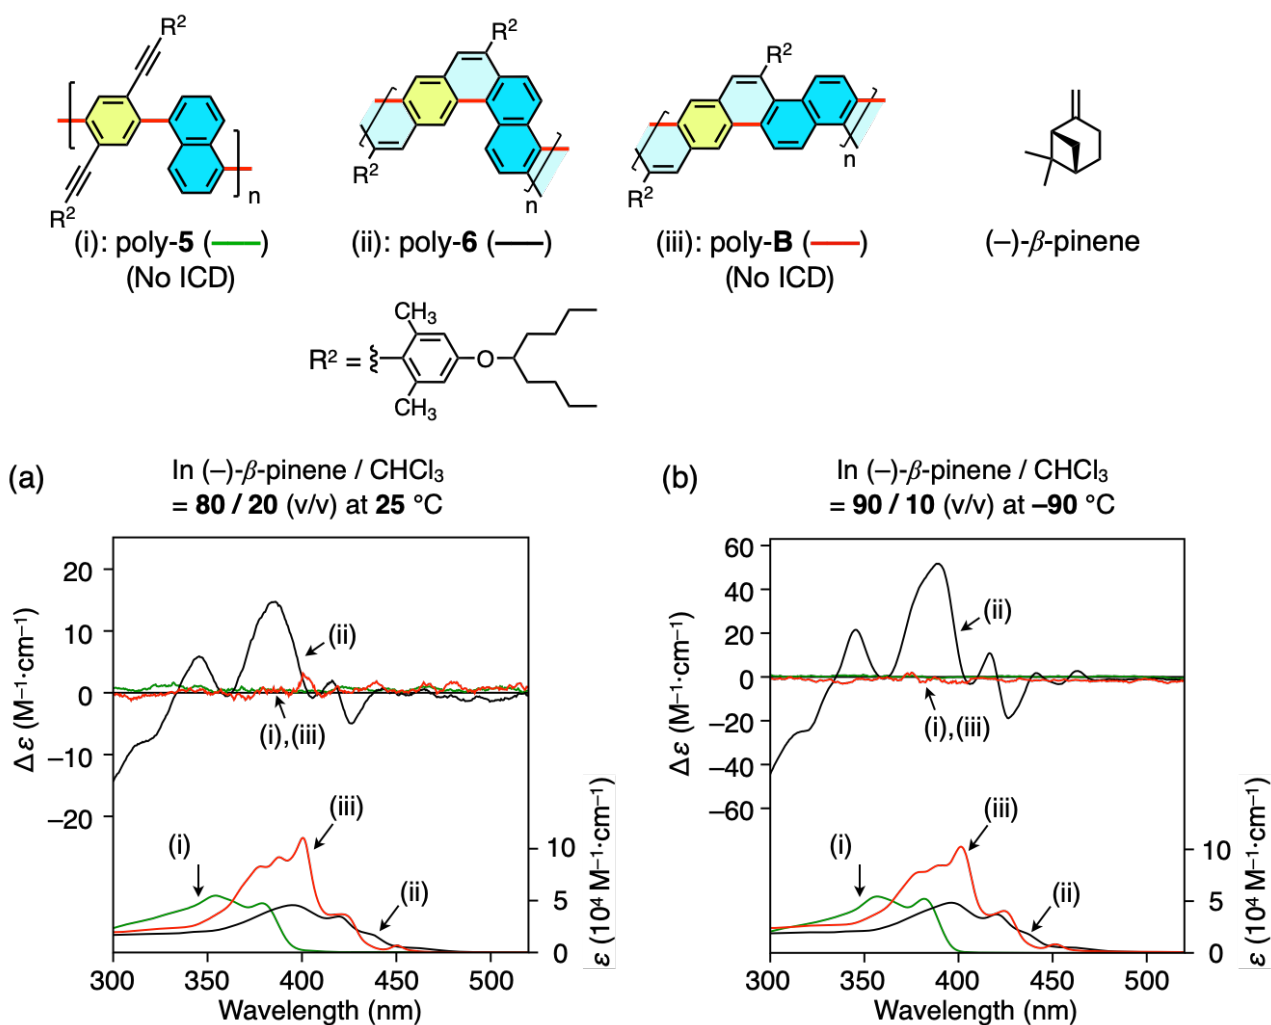 R²
R²
n
(i): poly-5 (—)
(No ICD)
R²
R²
n
(ii): poly-6 (—)
R²
R²
n
(iii): poly-B (—)
(No ICD)
(–)-β-pinene
R² =
CH₃
CH₃
O
(a)
In (–)-β-pinene / CHCl₃
= 80 / 20 (v/v) at 25 °C
20
10
0
–10
–20
Δε (M⁻¹·cm⁻¹)
(ii)
(i),(iii)
(i)
(iii)
(ii)
10
5
0
ε (10⁴ M⁻¹·cm⁻¹)
300
350
400
450
500
Wavelength (nm)
(b)
In (–)-β-pinene / CHCl₃
= 90 / 10 (v/v) at –90 °C
60
40
20
0
–20
–40
–60
Δε (M⁻¹·cm⁻¹)
(ii)
(i),(iii)
(i)
(iii)
(ii)
10
5
0
ε (10⁴ M⁻¹·cm⁻¹)
300
350
400
450
500
Wavelength (nm)